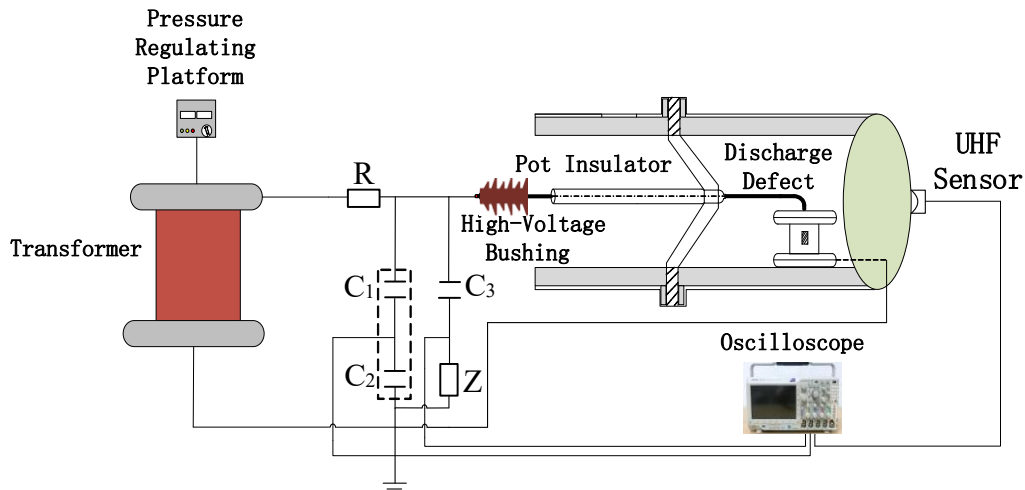 Pressure
Regulating
Platform
R
Pot Insulator
Discharge
Defect
UHF
Sensor
High-Voltage
Bushing
Transformer
C1
C3
C2
Z
Oscilloscope